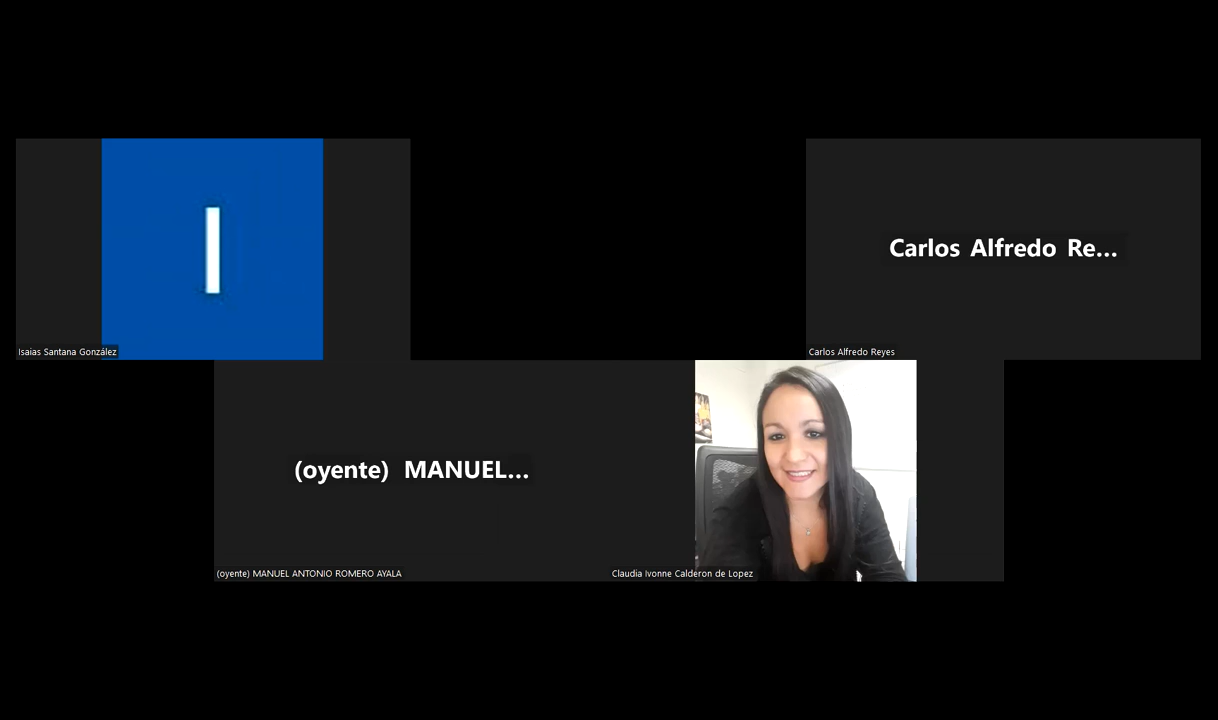 I
Isaias Santana González
Carlos Alfredo Re...
Carlos Alfredo Reyes
(oyente) MANUEL...
(oyente) MANUEL ANTONIO ROMERO AYALA
Claudia Ivonne Calderon de Lopez